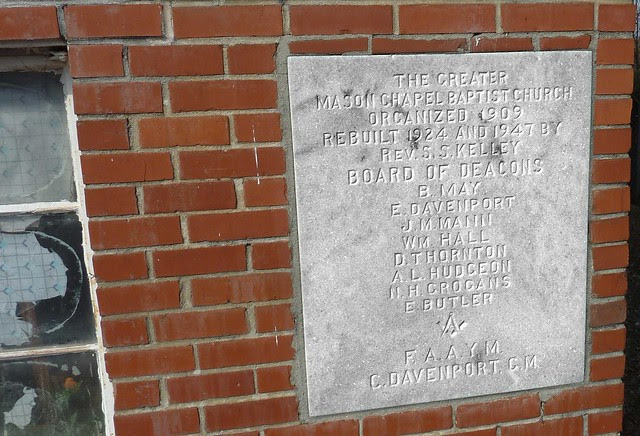 THE GREATER
MASON CHAPEL BAPTIST CHURCH
ORGANIZED 1909
REBUILT 1924 AND 1947 BY
REV. S. S. KELLEY
BOARD OF DEACONS
B. MAY
E. DAVENPORT
J. M. MANN
WM. HALL
D. THORNTON
A. L. HUDGEON
N. H. GROGANS
E. BUTLER
F. A. A. Y. M.
C. DAVENPORT, C. M.